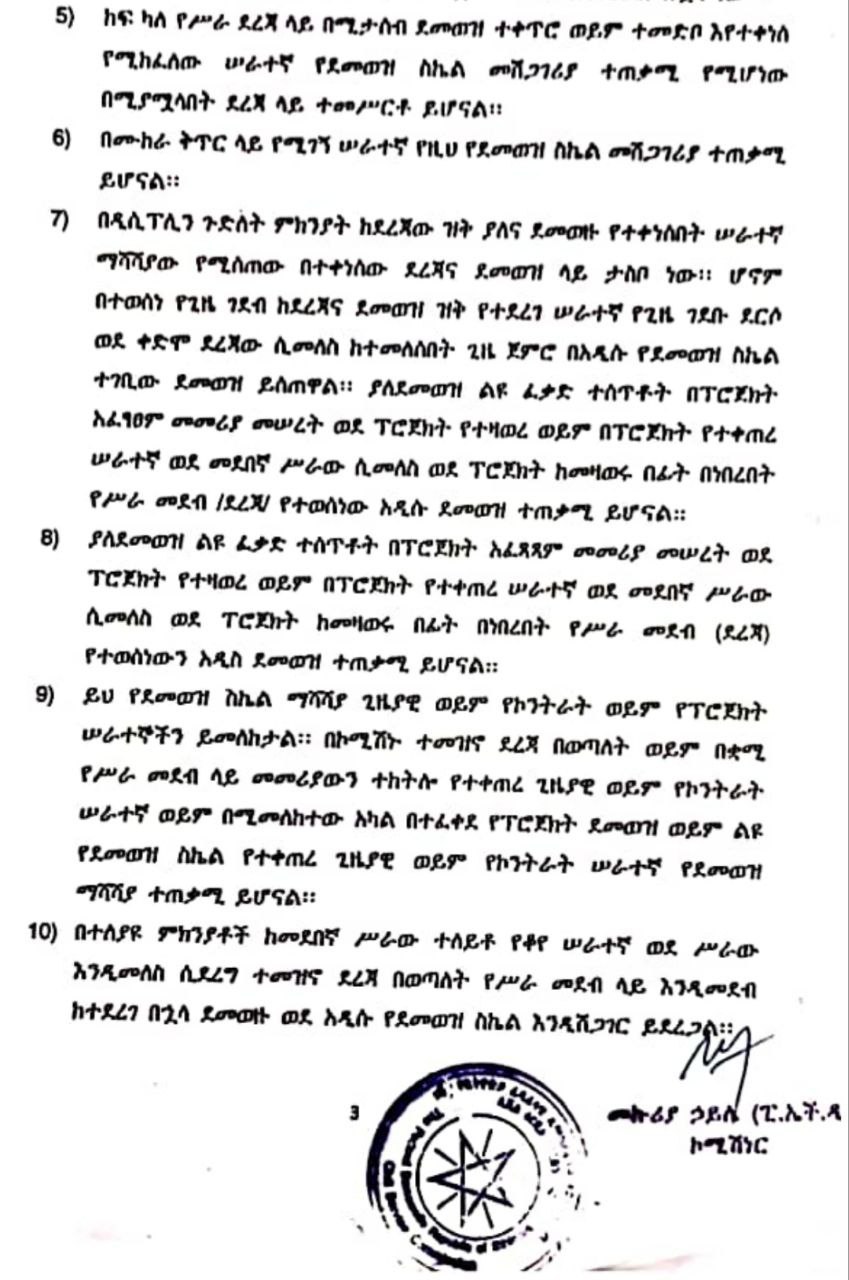 5) ከፍ ካለ የሥራ ደረጃ ላይ በሚታሰብ ደመወዝ ተቀጥሮ ወይም ተመድቦ እየተቀነሰ
የሚከፈለው ሠራተኛ የደመወዝ ስኬል መሸጋገሪያ ተጠቃሚ የሚሆነው
በሚያሟላበት ደረጃ ላይ ተመሥርቶ ይሆናል።
6) በሙከራ ቅጥር ላይ የሚገኝ ሠራተኛ የዚህ የደመወዝ ስኬል መሸጋገሪያ ተጠቃሚ
ይሆናል።
7) በዲሲፕሊን ጉድለት ምክንያት ከደረጃው ዝቅ ያለና ደመወዙ የተቀነሰበት ሠራተኛ
ማሻሻያው የሚሰጠው በተቀነሰው ደረጃና ደመወዝ ላይ ታስቦ ነው። ሆኖም
በተወሰነ የጊዜ ገደብ ከደረጃና ደመወዝ ዝቅ የተደረገ ሠራተኛ የጊዜ ገደቡ ደርሶ
ወደ ቀድሞ ደረጃው ሲመለስ ከተመለሰበት ጊዜ ጀምሮ በአዲሱ የደመወዝ ስኬል
ተገቢው ደመወዝ ይሰጠዋል። ያለደመወዝ ልዩ ፈቃድ ተሰጥቶት በፕሮጀክት
አፈፃፀም መመሪያ መሠረት ወደ ፕሮጀክት የተዛወረ ወይም በፕሮጀክት የተቀጠረ
ሠራተኛ ወደ መደበኛ ሥራው ሲመለስ ወደ ፕሮጀክት ከመዛወሩ በፊት በነበረበት
የሥራ መደብ /ደረጃ/ የተወሰነው አዲሱ ደመወዝ ተጠቃሚ ይሆናል።
8) ያለደመወዝ ልዩ ፈቃድ ተሰጥቶት በፕሮጀክት አፈጻጸም መመሪያ መሠረት ወደ
ፕሮጀክት የተዛወረ ወይም በፕሮጀክት የተቀጠረ ሠራተኛ ወደ መደበኛ ሥራው
ሲመለስ ወደ ፕሮጀክት ከመዛወሩ በፊት በነበረበት የሥራ መደብ (ደረጃ)
የተወሰነውን አዲስ ደመወዝ ተጠቃሚ ይሆናል።
9) ይህ የደመወዝ ስኬል ማሻሻያ ጊዜያዊ ወይም የኮንትራት ወይም የፕሮጀክት
ሠራተኞችን ይመለከታል። በኮሚሽኑ ተመዝኖ ደረጃ በወጣለት ወይም በቋሚ
የሥራ መደብ ላይ መመሪያውን ተከትሎ የተቀጠረ ጊዜያዊ ወይም የኮንትራት
ሠራተኛ ወይም በሚመለከተው አካል በተፈቀደ የፕሮጀክት ደመወዝ ወይም ልዩ
የደመወዝ ስኬል የተቀጠረ ጊዜያዊ ወይም የኮንትራት ሠራተኛ የደመወዝ
ማሻሻያ ተጠቃሚ ይሆናል።
10) በተለያዩ ምክንያቶች ከመደበኛ ሥራው ተለይቶ የቆየ ሠራተኛ ወደ ሥራው
እንዲመለስ ሲደረግ ተመዝኖ ደረጃ በወጣለት የሥራ መደብ ላይ እንዲመደብ
ከተደረገ በኋላ ደመወዙ ወደ አዲሱ የደመወዝ ስኬል እንዲሸጋገር ይደረጋል።
3
መኩሪያ ኃይሌ (ፒ.ኤች.ዲ
ኮሚሽነር